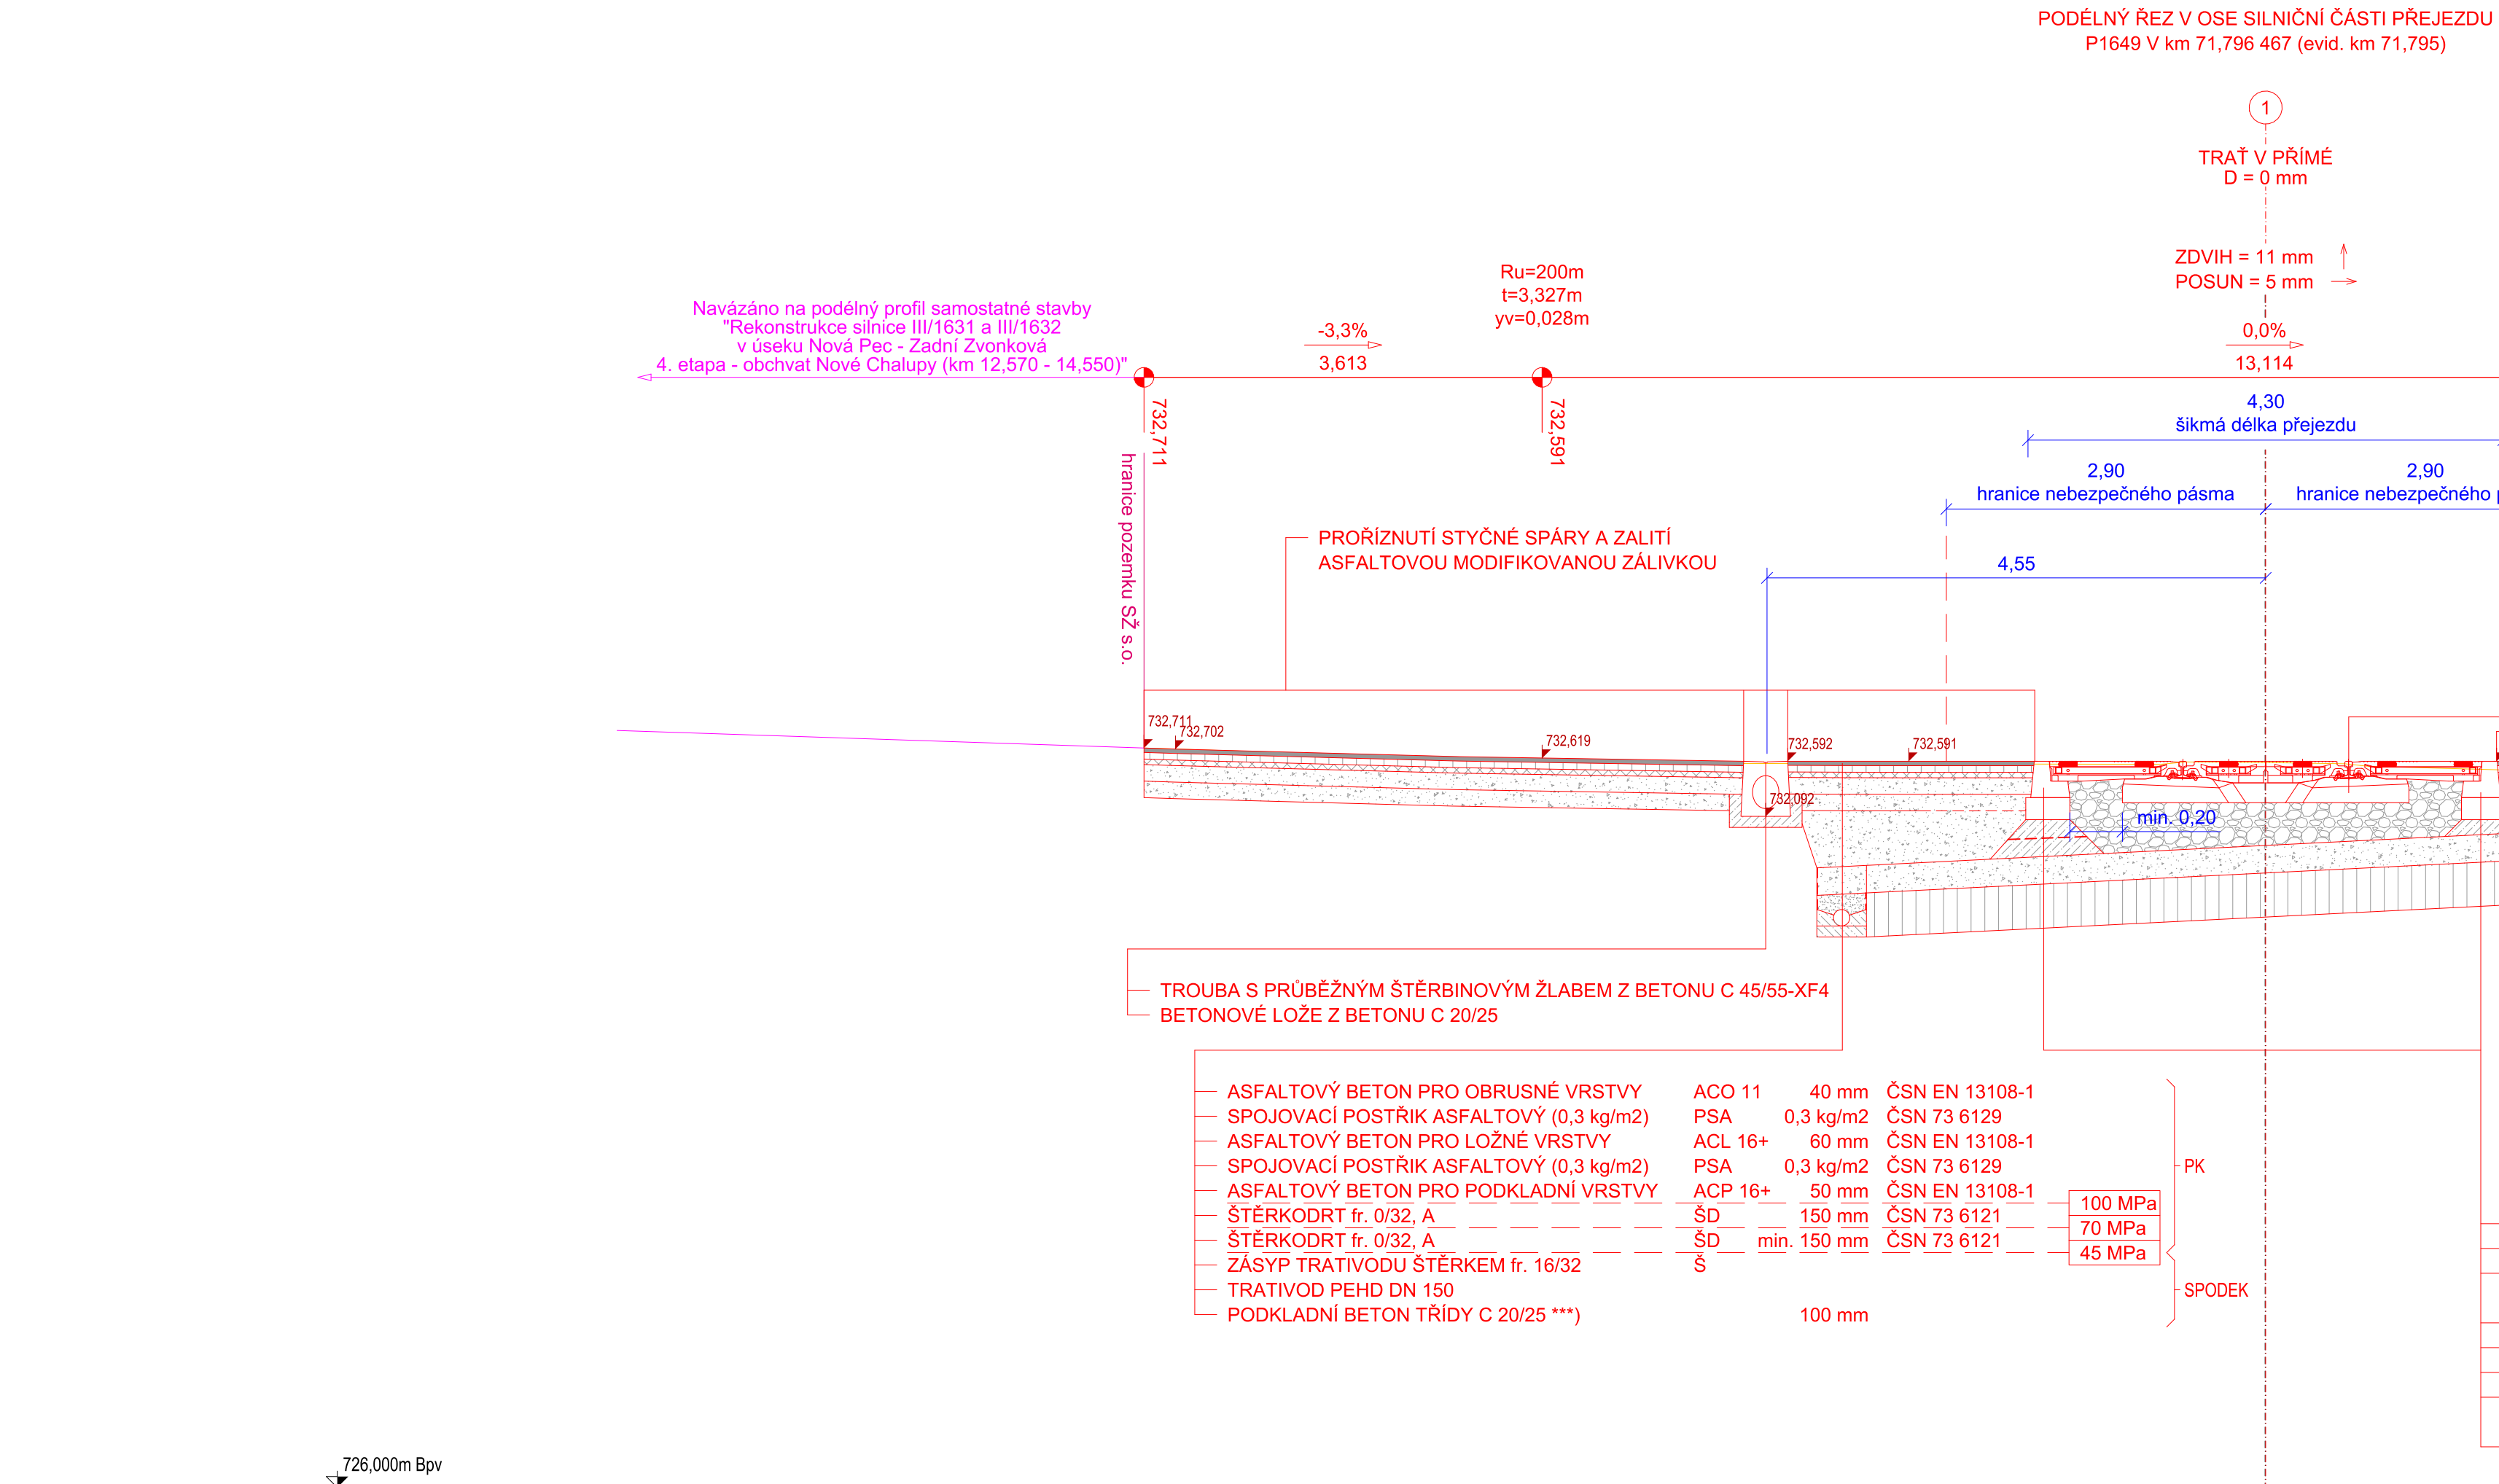 PODÉLNÝ ŘEZ V OSE SILNIČNÍ ČÁSTI PŘEJEZDU
P1649 V km 71,796 467 (evid. km 71,795)
1
TRAŤ V PŘÍMÉ
D = 0 mm
ZDVIH = 11 mm
POSUN = 5 mm
Ru=200m
t=3,327m
yv=0,028m
Navázáno na podélný profil samostatné stavby
"Rekonstrukce silnice III/1631 a III/1632
v úseku Nová Pec - Zadní Zvonková
4. etapa - obchvat Nové Chalupy (km 12,570 - 14,550)"
-3,3%
3,613
0,0%
13,114
732,711
732,591
hranice pozemku SŽ s.o.
4,30
šikmá délka přejezdu
2,90
hranice nebezpečného pásma
2,90
hranice nebezpečného
PROŘÍZNUTÍ STYČNÉ SPÁRY A ZALITÍ
ASFALTOVOU MODIFIKOVANOU ZÁLIVKOU
4,55
732,711
732,702
732,619
732,592
732,591
732,092
min. 0,20
TROUBA S PRŮBĚŽNÝM ŠTĚRBINOVÝM ŽLABEM Z BETONU C 45/55-XF4
BETONOVÉ LOŽE Z BETONU C 20/25
ASFALTOVÝ BETON PRO OBRUSNÉ VRSTVY ACO 11 40 mm ČSN EN 13108-1
SPOJOVACÍ POSTŘIK ASFALTOVÝ (0,3 kg/m2) PSA 0,3 kg/m2 ČSN 73 6129
ASFALTOVÝ BETON PRO LOŽNÉ VRSTVY ACL 16+ 60 mm ČSN EN 13108-1
SPOJOVACÍ POSTŘIK ASFALTOVÝ (0,3 kg/m2) PSA 0,3 kg/m2 ČSN 73 6129
ASFALTOVÝ BETON PRO PODKLADNÍ VRSTVY ACP 16+ 50 mm ČSN EN 13108-1
100 MPa
ŠTĚRKODRT fr. 0/32, A ŠD 150 mm ČSN 73 6121
70 MPa
ŠTĚRKODRT fr. 0/32, A ŠD min. 150 mm ČSN 73 6121
45 MPa
ZÁSYP TRATIVODU ŠTĚRKEM fr. 16/32 Š
TRATIVOD PEHD DN 150
PODKLADNÍ BETON TŘÍDY C 20/25 ***) 100 mm
PK
SPODEK
726,000m Bpv